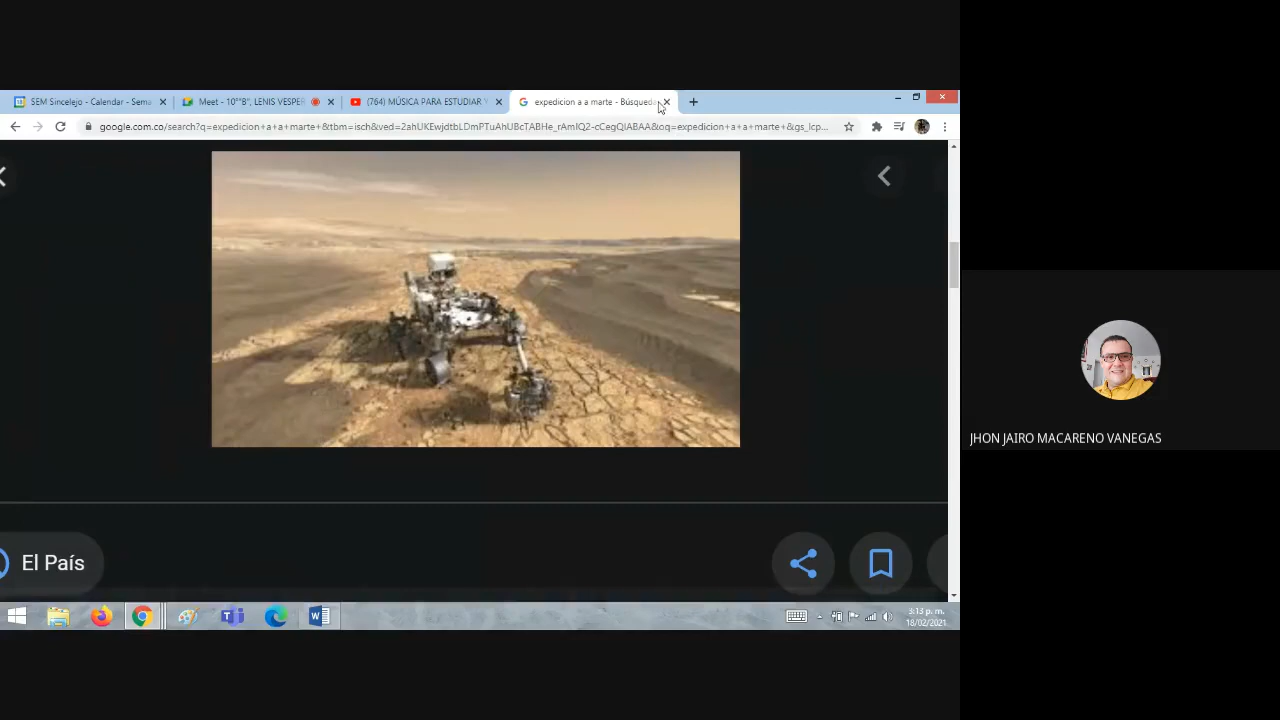 SEM Sincelejo - Calendar - Sema
Meet - 10°"B", LENIS VESPER
(764) MÚSICA PARA ESTUDIAR Y
expedicion a a marte - Búsqueda
google.com.co/search?q=expedicion+a+a+marte+&tbm=isch&ved=2ahUKEwjdtbLDmPTuAhUBcTABHe_rAmIQ2-cCegQIABAA&oq=expedicion+a+a+marte+&gs_lcp...
El País
JHON JAIRO MACARENO VANEGAS
3:13 p. m.
18/02/2021